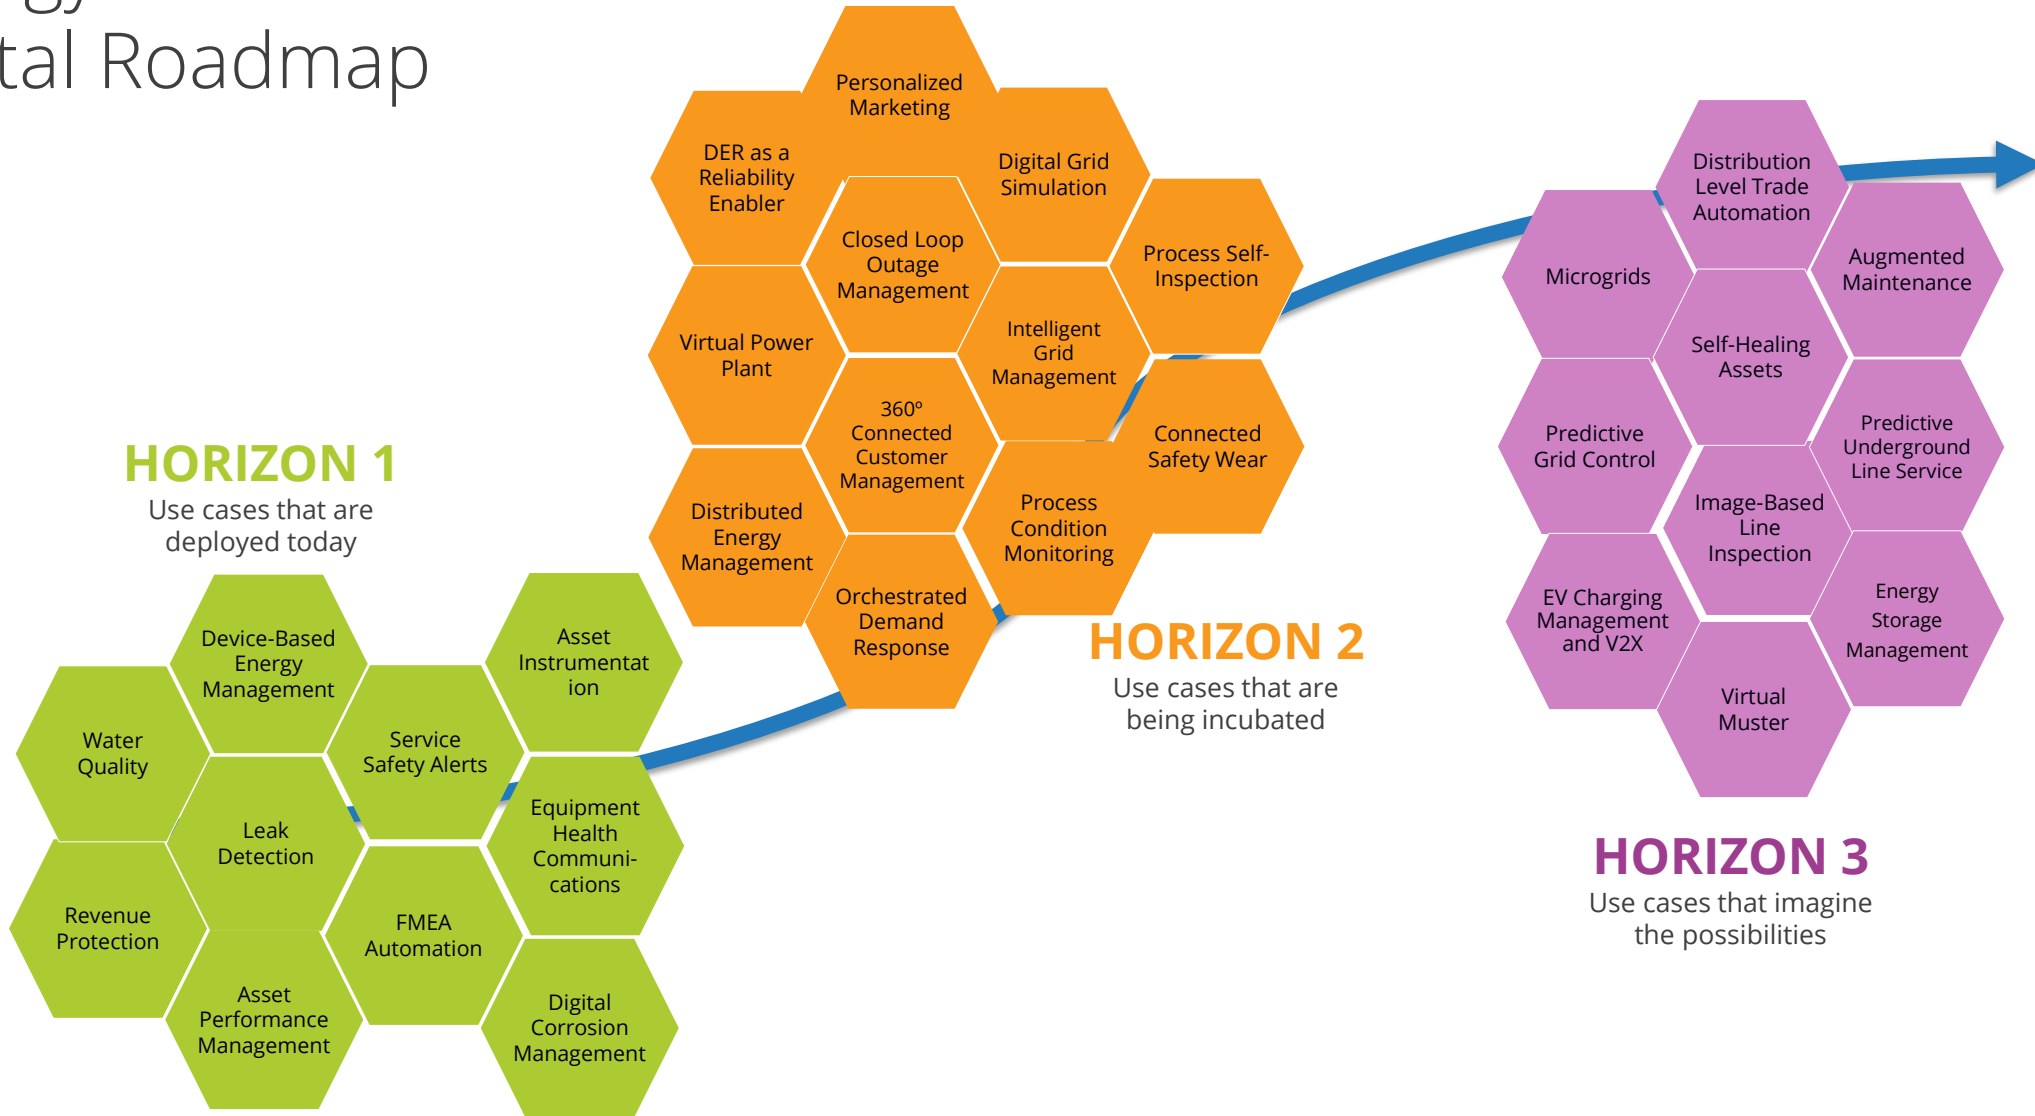 tal Roadmap
HORIZON 1
Use cases that are
deployed today
Device-Based
Energy
Management
Asset
Instrumentat
ion
Water
Quality
Service
Safety Alerts
Leak
Detection
Equipment
Health
Communi-
cations
Revenue
Protection
FMEA
Automation
Asset
Performance
Management
Digital
Corrosion
Management
Personalized
Marketing
DER as a
Reliability
Enabler
Digital Grid
Simulation
Closed Loop
Outage
Management
Process Self-
Inspection
Virtual Power
Plant
Intelligent
Grid
Management
360º
Connected
Customer
Management
Connected
Safety Wear
Distributed
Energy
Management
Process
Condition
Monitoring
Orchestrated
Demand
Response
HORIZON 2
Use cases that are
being incubated
Distribution
Level Trade
Automation
Microgrids
Augmented
Maintenance
Self-Healing
Assets
Predictive
Grid Control
Predictive
Underground
Line Service
Image-Based
Line
Inspection
EV Charging
Management
and V2X
Energy
Storage
Management
Virtual
Muster
HORIZON 3
Use cases that imagine
the possibilities